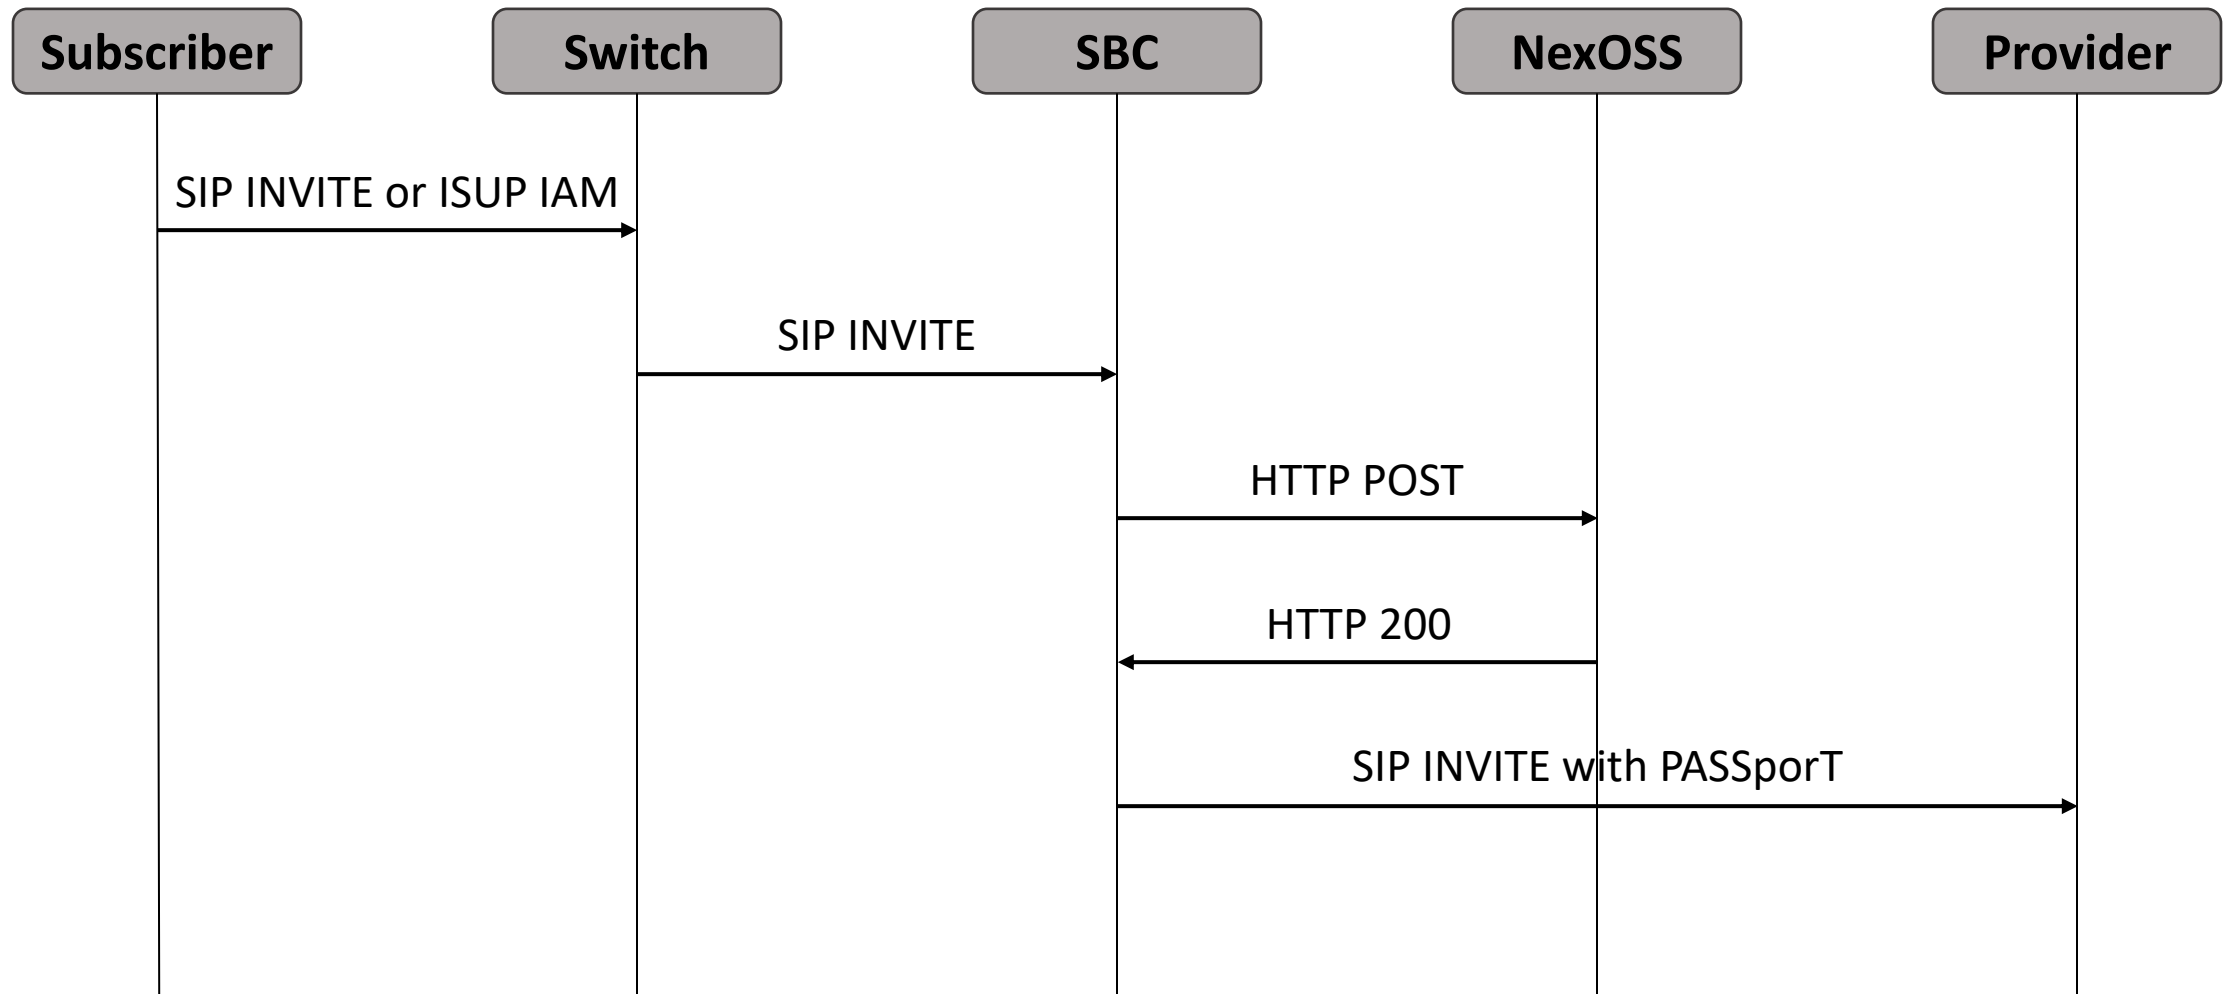 Subscriber
Switch
SBC
NexOSS
Provider
SIP INVITE or ISUP IAM
SIP INVITE
HTTP POST
HTTP 200
SIP INVITE with PASSporT